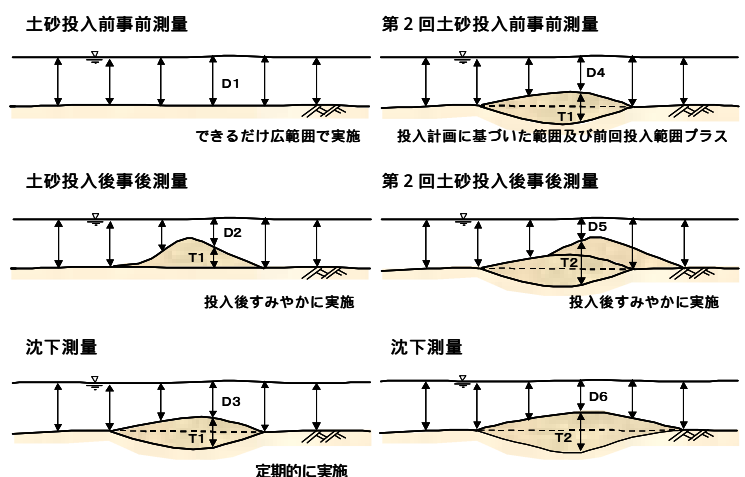 土砂投入前事前測量
D1
できるだけ広範囲で実施
第２回土砂投入前事前測量
D4
T1
投入計画に基づいた範囲及び前回投入範囲プラス
土砂投入後事後測量
D2
T1
投入後すみやかに実施
第２回土砂投入後事後測量
D5
T2
投入後すみやかに実施
沈下測量
D3
T1
定期的に実施
沈下測量
D6
T2